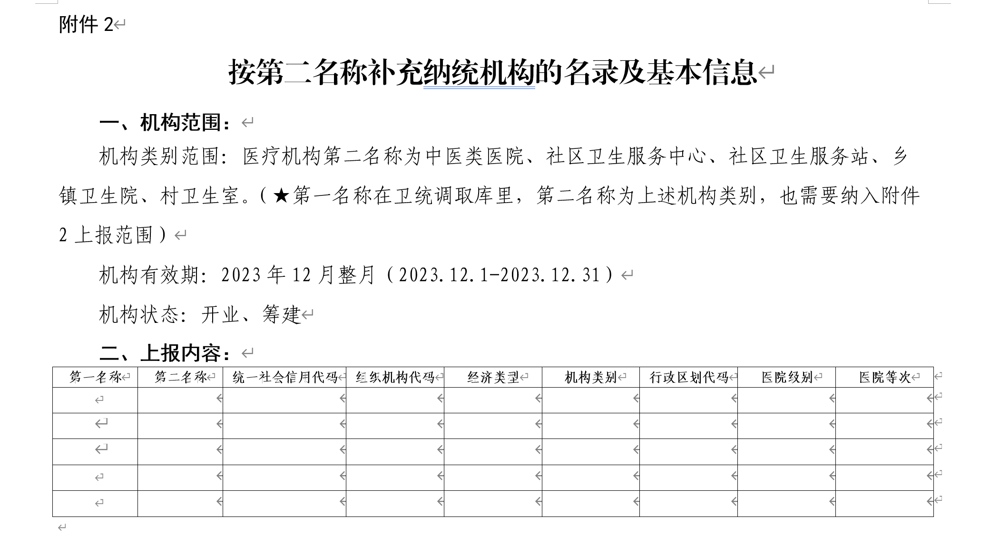 附件 2
按第二名称补充纳统机构的名录及基本信息
一、机构范围：
机构类别范围：医疗机构第二名称为中医类医院、社区卫生服务中心、社区卫生服务站、乡
镇卫生院、村卫生室。（★第一名称在卫统调取库里，第二名称为上述机构类别，也需要纳入附件
2 上报范围）
机构有效期：2023 年 12 月整月（2023.12.1-2023.12.31）
机构状态：开业、筹建
二、上报内容：
第一名称 第二名称 统一社会信用代码 组织机构代码 经济类型 机构类别 行政区划代码 医院级别 医院等次